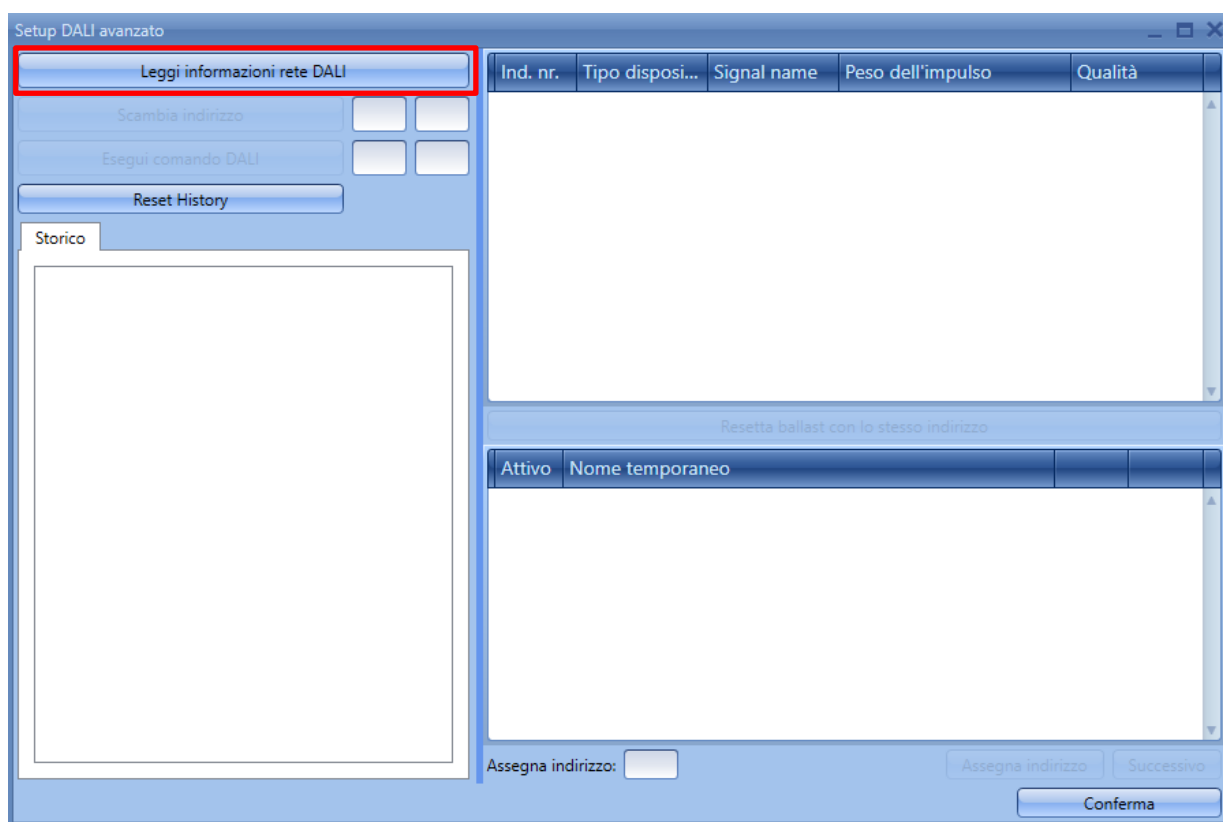 Setup DALI avanzato
Leggi informazioni rete DALI
Scambia indirizzo
Esegui comando DALI
Reset History
Storico
Ind. nr. Tipo disposi... Signal name Peso dell'impulso Qualità
Resetta ballast con lo stesso indirizzo
Attivo Nome temporaneo
Assegna indirizzo: Assegna indirizzo Successivo
Conferma